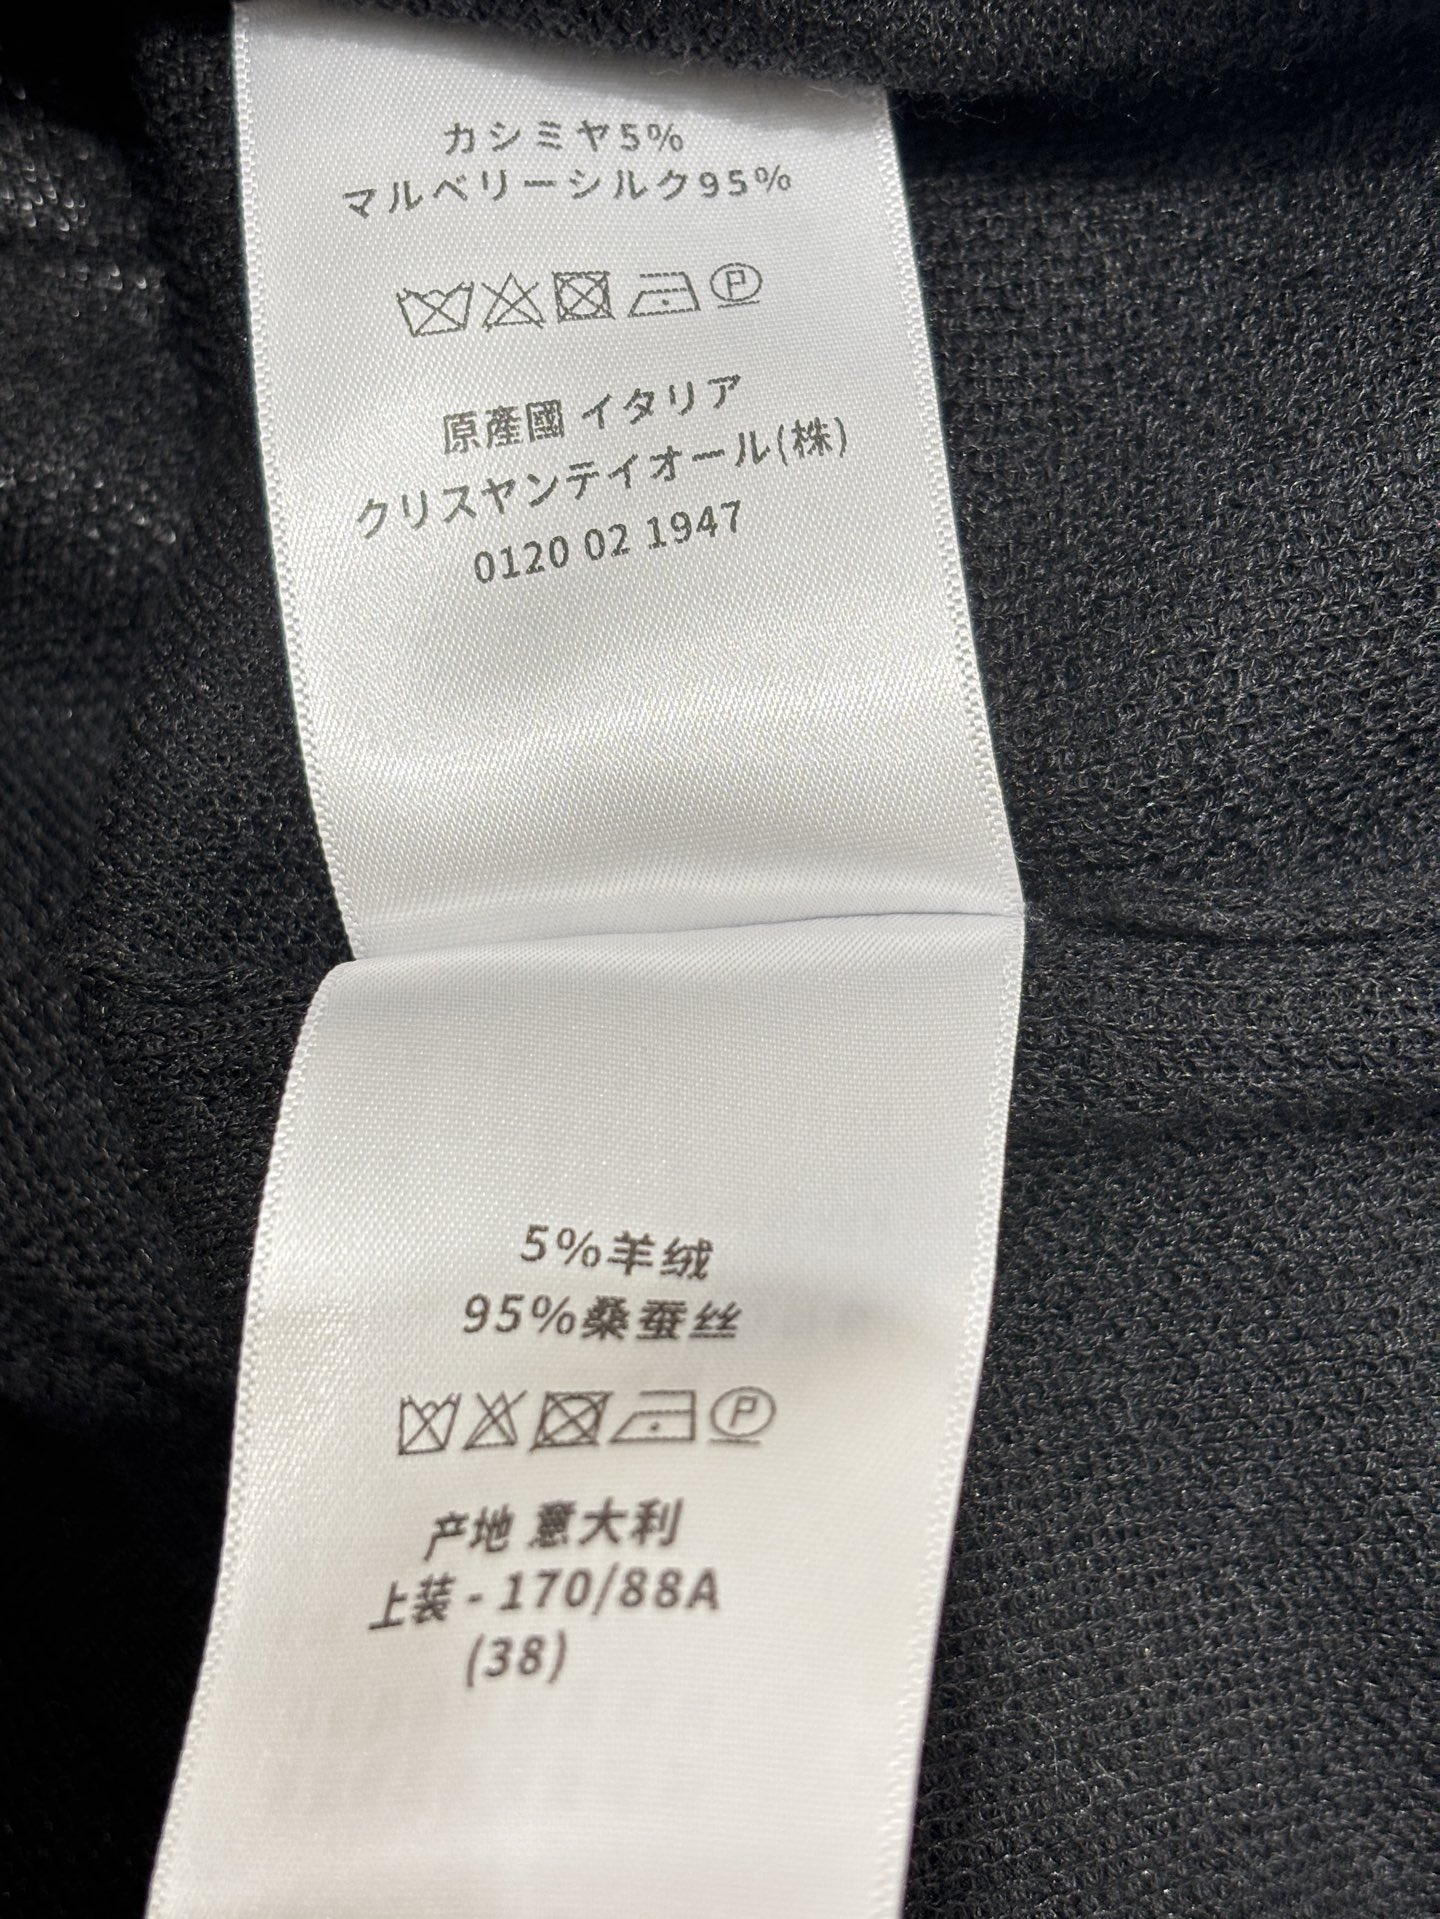 カシミヤ5%
マルベリーシルク95%
P
原產國 イタリア
クリスヤンテイオール(株)
0120 02 1947
5%羊绒
95%桑蚕丝
P
产地 意大利
上装 - 170/88A
(38)